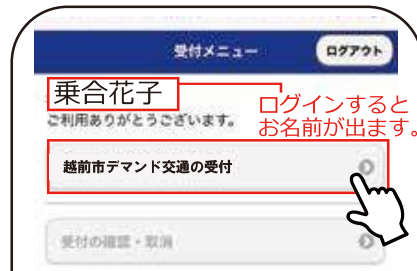 受付メニュー
ログアウト
乗合花子
ログインすると
お名前が出ます。
ご利用ありがとうございます。
越前市デマンド交通の受付
受付の確認・取消